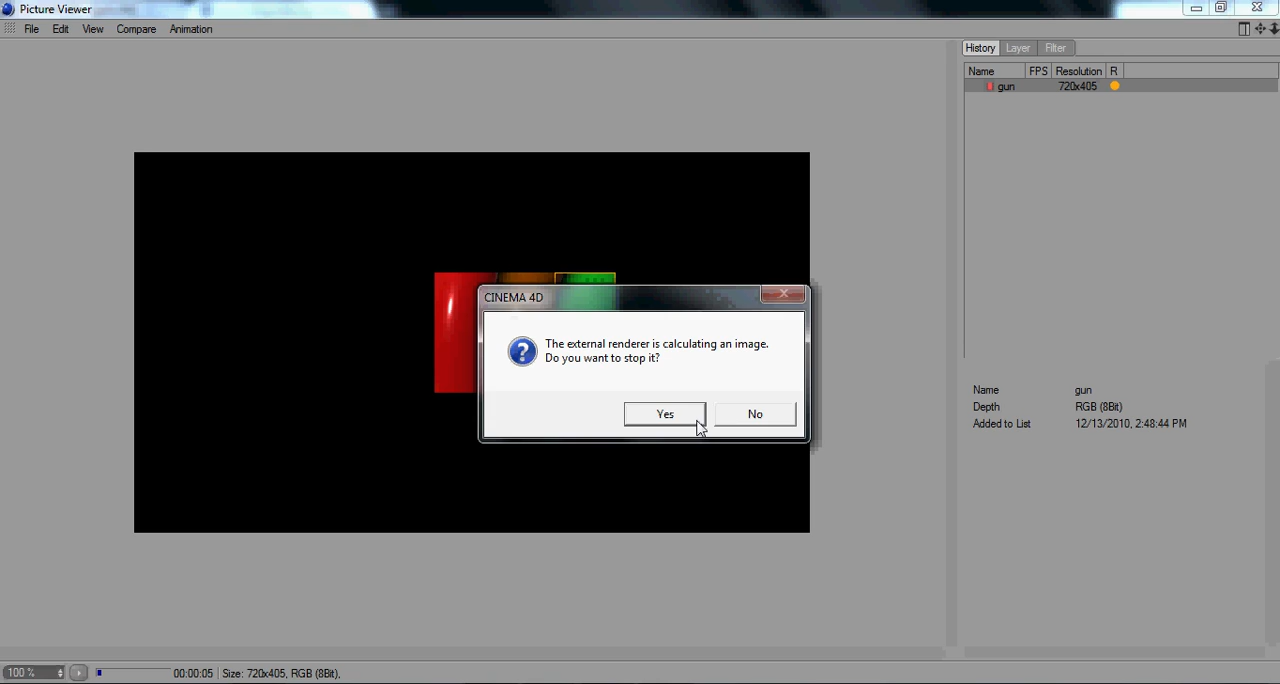 Picture Viewer
File Edit View Compare Animation
History Layer Filter
Name FPS Resolution R
gun 720x405
CINEMA 4D
The external renderer is calculating an image.
Do you want to stop it?
Yes No
Name gun
Depth RGB (8Bit)
Added to List 12/13/2010, 2:48:44 PM
100 % 00:00:05 Size: 720x405, RGB (8Bit),